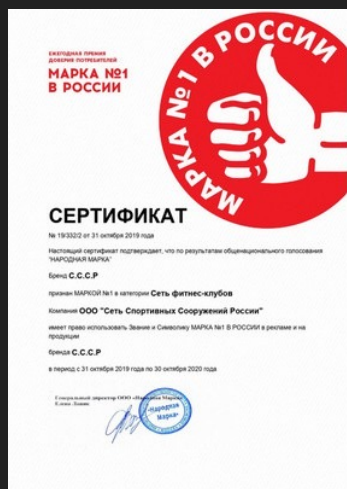 ЕЖЕГОДНАЯ ПРЕМИЯ
ДОВЕРИЯ ПОТРЕБИТЕЛЕЙ
МАРКА №1
В РОССИИ
МАРКА №1 В РОССИИ
СЕРТИФИКАТ
№ 19/332/2 от 31 октября 2019 года
Настоящий сертификат подтверждает, что по результатам общенационального голосования
"НАРОДНАЯ МАРКА"
Бренд С.С.С.Р
признан МАРКОЙ №1 в категории Сеть фитнес-клубов
Компания ООО "Сеть Спортивных Сооружений России"
имеет право использовать Звание и Символику МАРКА №1 В РОССИИ в рекламе и на
продукции
бренда С.С.С.Р
в период с 31 октября 2019 года по 30 октября 2020 года
Генеральный директор ООО «Народная Марка»
Елена
«Народная
Марка»